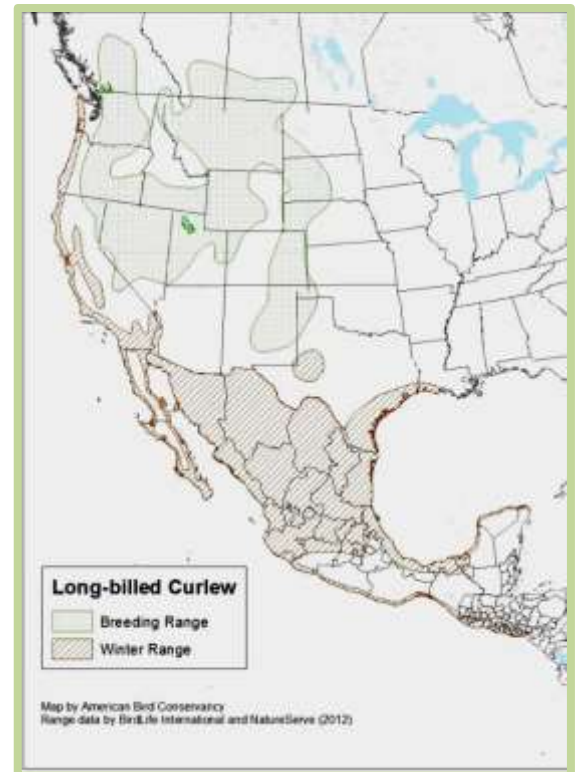 Long-billed Curlew
Breeding Range
Winter Range
Map by American Bird Conservancy
Range data by BirdLife International and NatureServe (2012)